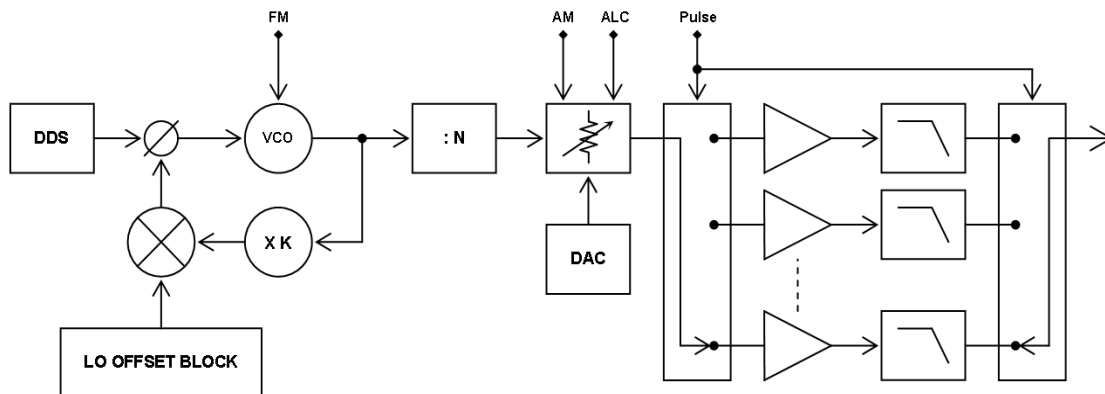 FM
AM
ALC
Pulse
DDS
VCO
: N
X K
DAC
LO OFFSET BLOCK